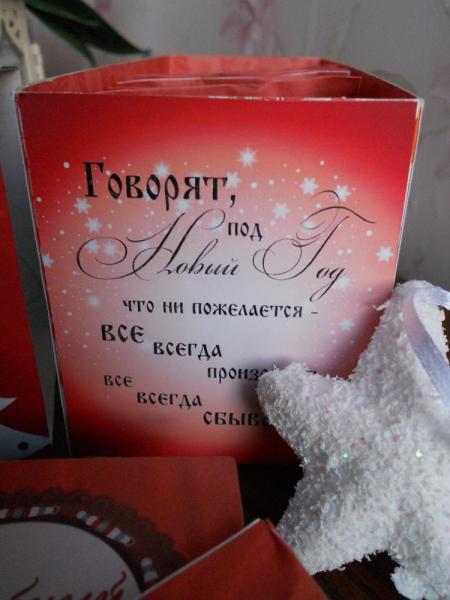 Говорят,
под
Новый Год
что ни пожелается -
все всегда
все
всегда